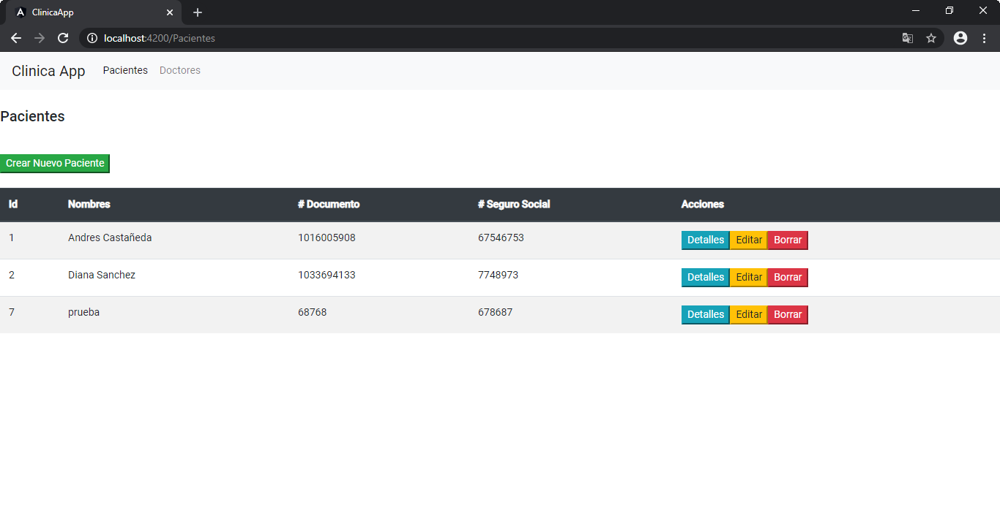 ClinicaApp
localhost:4200/Pacientes
Clinica App Pacientes Doctores
Pacientes
Crear Nuevo Paciente
Id Nombres # Documento # Seguro Social Acciones
1 Andres Castañeda 1016005908 67546753 Detalles Editar Borrar
2 Diana Sanchez 1033694133 7748973 Detalles Editar Borrar
7 prueba 68768 678687 Detalles Editar Borrar